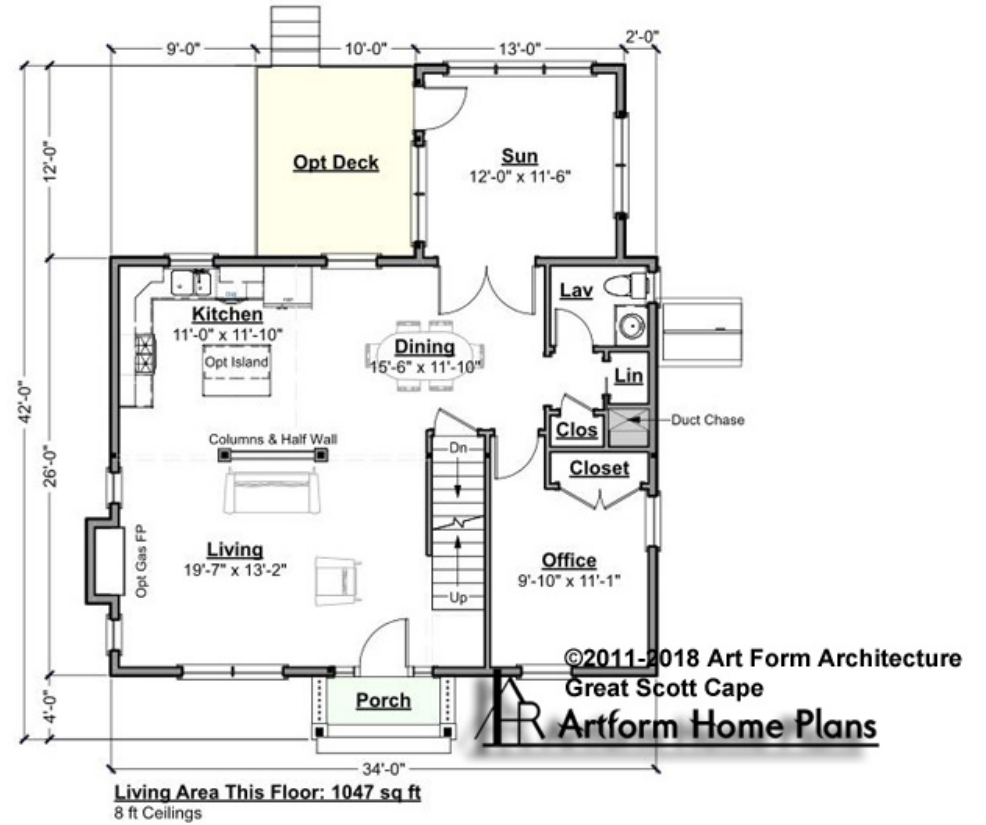 9'-0" 10'-0" 13'-0" 2'-0"
12'-0"
42'-0"
26'-0"
4'-0"
Opt Deck
Sun
12'-0" x 11'-6"
Kitchen
11'-0" x 11'-10"
Opt Island
Dining
15'-6" x 11'-10"
Lav
Lin
Clos
Duct Chase
Closet
Columns & Half Wall
Dn
Up
Opt Gas FP
Living
19'-7" x 13'-2"
Office
9'-10" x 11'-1"
Porch
©2011-2018 Art Form Architecture
Great Scott Cape
Artform Home Plans
34'-0"
Living Area This Floor: 1047 sq ft
8 ft Ceilings